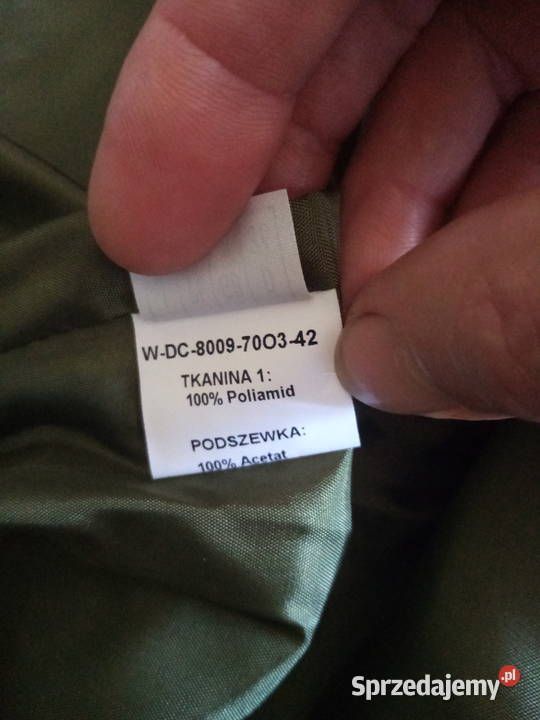 W-DC-8009-70O3-42
TKANINA 1:
100% Poliamid
PODSZEWKA:
100% Acetat
Sprzedajemy.pl